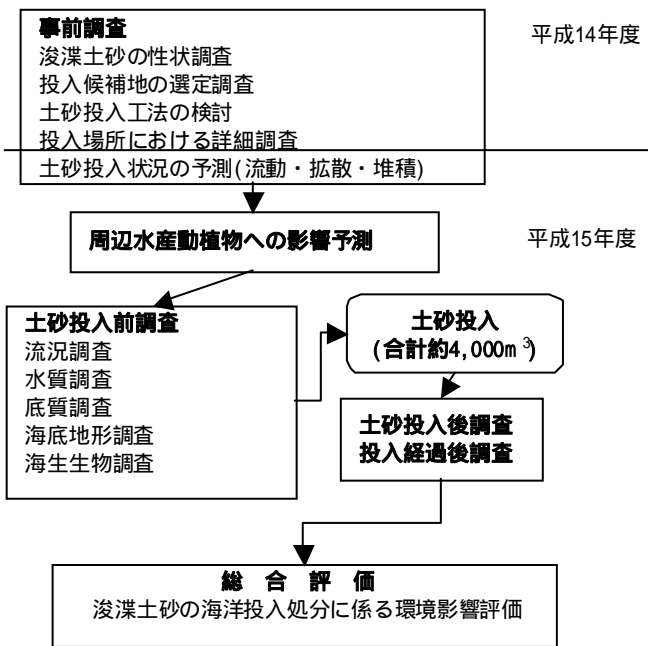 事前調査
平成14年度
浚渫土砂の性状調査
投入候補地の選定調査
土砂投入工法の検討
投入場所における詳細調査
土砂投入状況の予測(流動・拡散・堆積)
周辺水産動植物への影響予測
平成15年度
土砂投入前調査
流況調査
水質調査
底質調査
海底地形調査
海生生物調査
土砂投入
(合計約4,000m³)
土砂投入後調査
投入経過後調査
総 合 評 価
浚渫土砂の海洋投入処分に係る環境影響評価